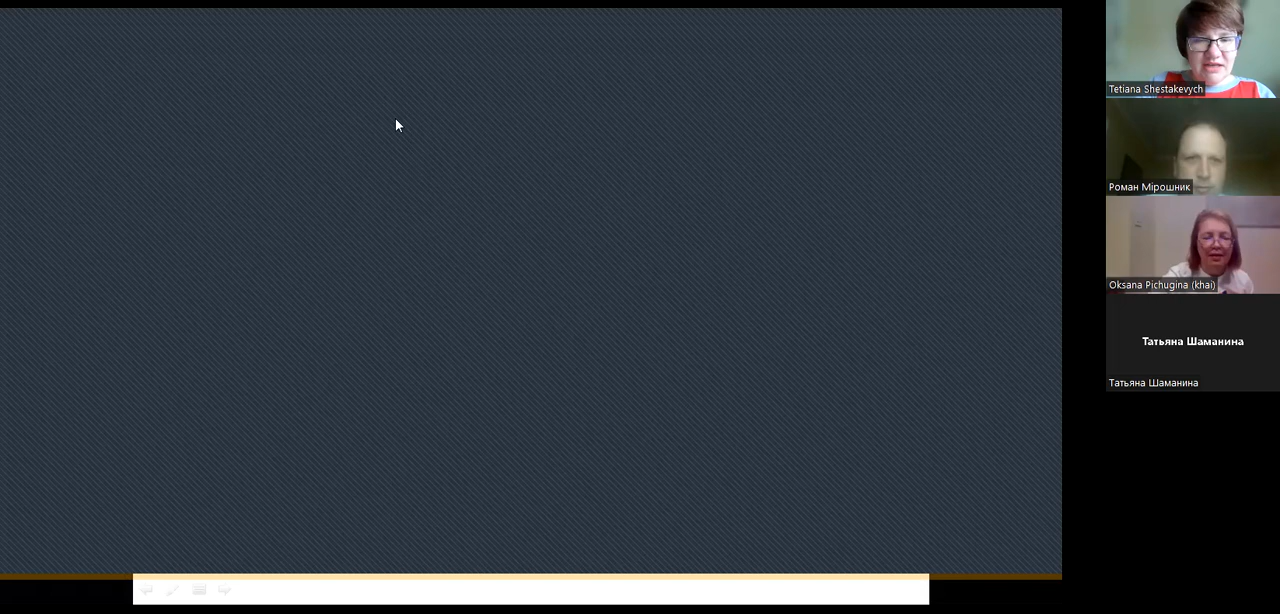 Tetiana Shestakevych
Роман Мірошник
Oksana Pichugina (khai)
Татьяна Шаманина
Татьяна Шаманина